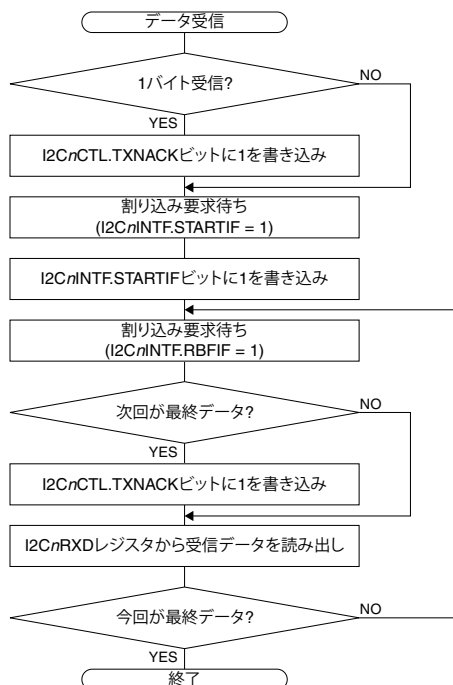 データ受信
1バイト受信?
NO
YES
I2CnCTL.TXNACKビットに1を書き込み
割り込み要求待ち
(I2CnINTF.STARTIF = 1)
I2CnINTF.STARTIFビットに1を書き込み
割り込み要求待ち
(I2CnINTF.RBFIF = 1)
次回が最終データ?
NO
YES
I2CnCTL.TXNACKビットに1を書き込み
I2CnRXDレジスタから受信データを読み出し
今回が最終データ?
NO
YES
終了